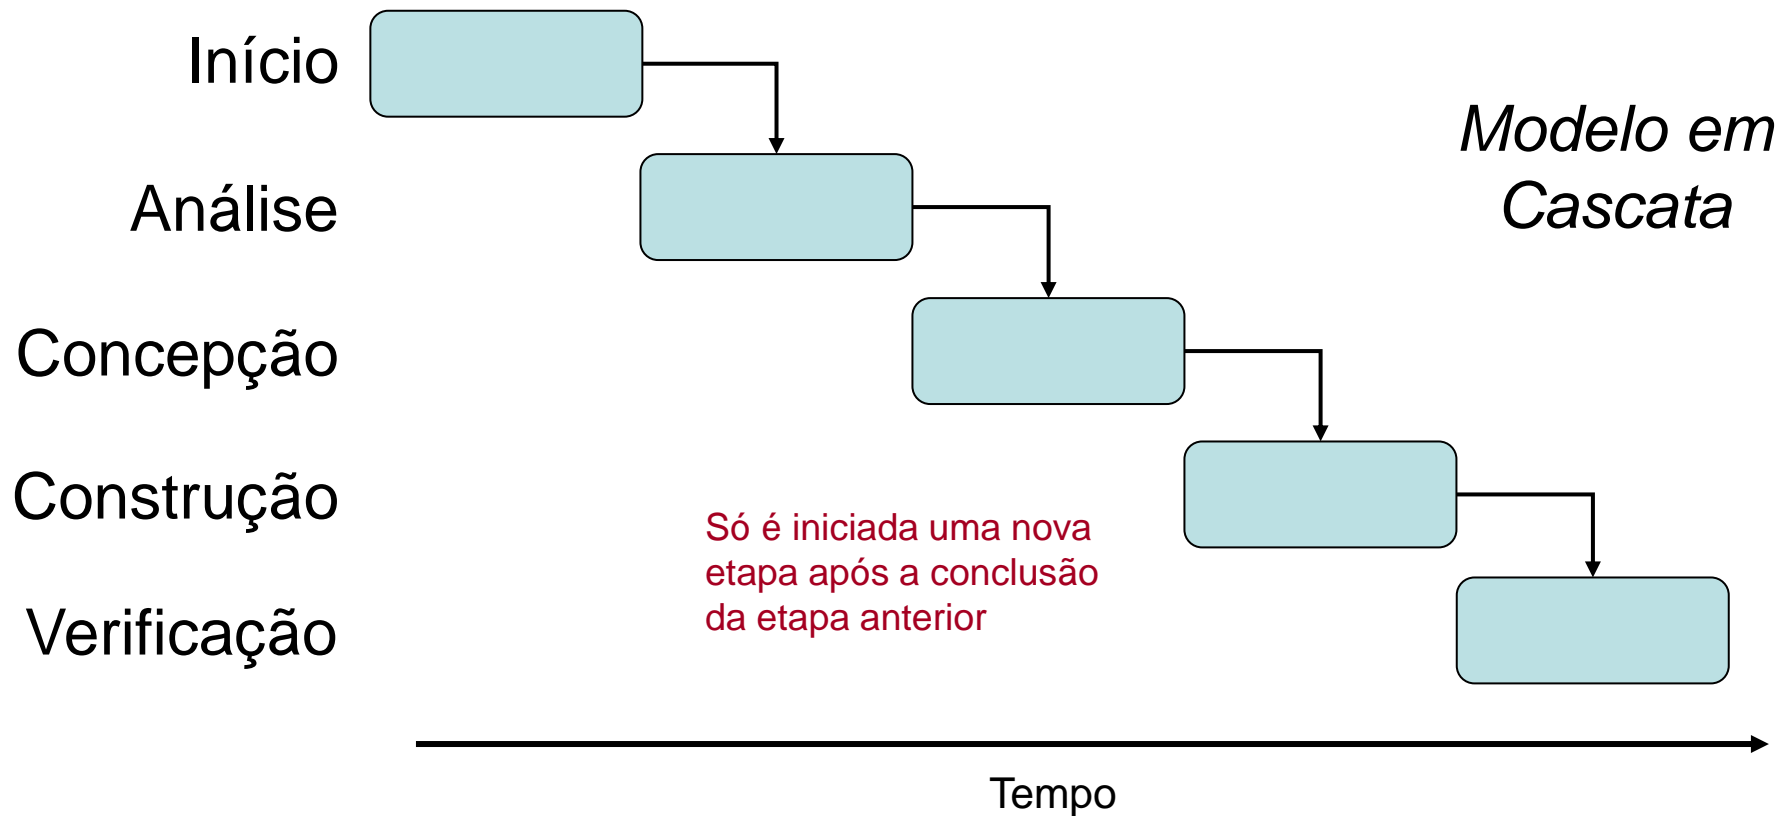 Início
Modelo em
Cascata
Análise
Concepção
Construção
Só é iniciada uma nova
etapa após a conclusão
da etapa anterior
Verificação
Tempo